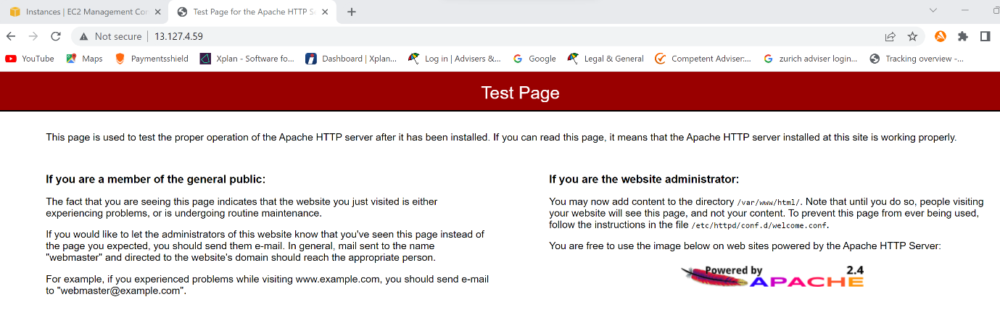 Instances | EC2 Management Cor
Test Page for the Apache HTTP S
Not secure
13.127.4.59
YouTube
Maps
Paymentsshield
Xplan - Software fo...
Dashboard | Xplan...
Log in | Advisers &...
Google
Legal & General
Competent Adviser:...
zurich adviser login...
Tracking overview -...
Test Page
This page is used to test the proper operation of the Apache HTTP server after it has been installed. If you can read this page, it means that the Apache HTTP server installed at this site is working properly.
If you are a member of the general public:
The fact that you are seeing this page indicates that the website you just visited is either
experiencing problems, or is undergoing routine maintenance.
If you would like to let the administrators of this website know that you've seen this page instead of
the page you expected, you should send them e-mail. In general, mail sent to the name
"webmaster" and directed to the website's domain should reach the appropriate person.
For example, if you experienced problems while visiting www.example.com, you should send e-mail
to "webmaster@example.com".
If you are the website administrator:
You may now add content to the directory /var/www/html/. Note that until you do so, people visiting
your website will see this page, and not your content. To prevent this page from ever being used,
follow the instructions in the file /etc/httpd/conf.d/welcome.conf.
You are free to use the image below on web sites powered by the Apache HTTP Server:
Powered by 2.4
APACHE